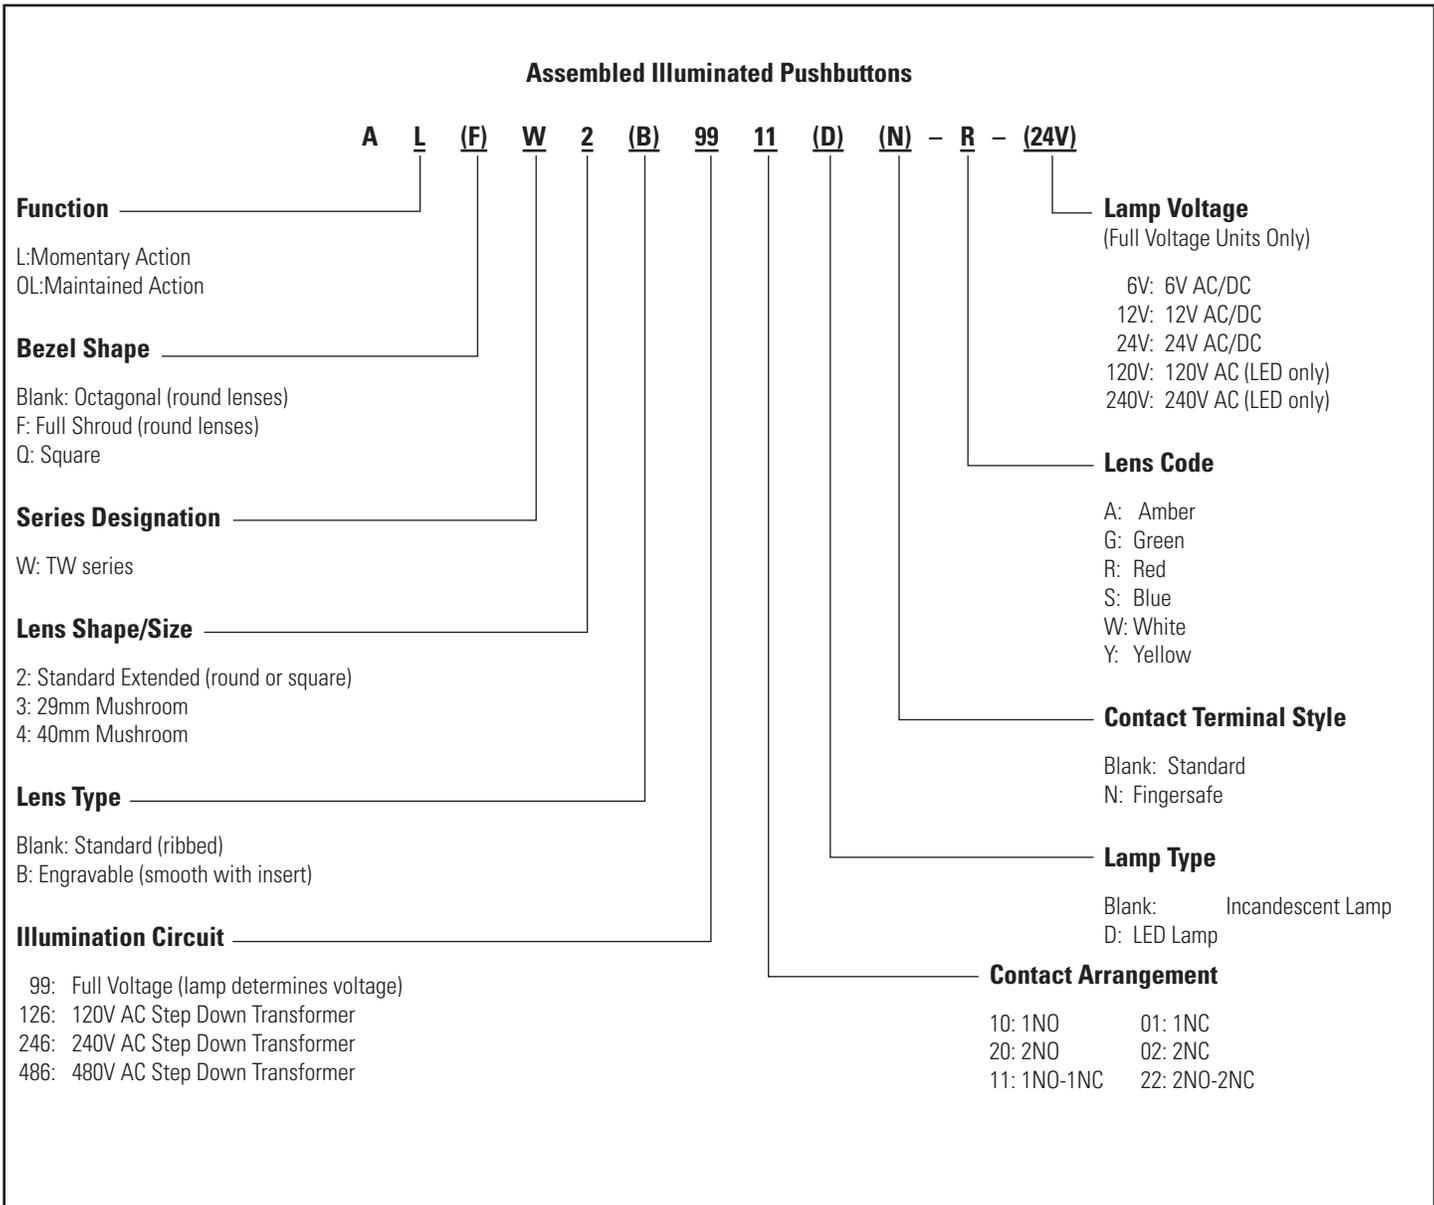 Assembled Illuminated Pushbuttons
A L (F) W 2 (B) 99 11 (D) (N) – R – (24V)
Function
L:Momentary Action
OL:Maintained Action
Bezel Shape
Blank: Octagonal (round lenses)
F: Full Shroud (round lenses)
Q: Square
Series Designation
W: TW series
Lens Shape/Size
2: Standard Extended (round or square)
3: 29mm Mushroom
4: 40mm Mushroom
Lens Type
Blank: Standard (ribbed)
B: Engravable (smooth with insert)
Illumination Circuit
99: Full Voltage (lamp determines voltage)
126: 120V AC Step Down Transformer
246: 240V AC Step Down Transformer
486: 480V AC Step Down Transformer
Lamp Voltage
(Full Voltage Units Only)
6V: 6V AC/DC
12V: 12V AC/DC
24V: 24V AC/DC
120V: 120V AC (LED only)
240V: 240V AC (LED only)
Lens Code
A: Amber
G: Green
R: Red
S: Blue
W: White
Y: Yellow
Contact Terminal Style
Blank: Standard
N: Fingersafe
Lamp Type
Blank: Incandescent Lamp
D: LED Lamp
Contact Arrangement
10: 1NO 01: 1NC
20: 2NO 02: 2NC
11: 1NO-1NC 22: 2NO-2NC